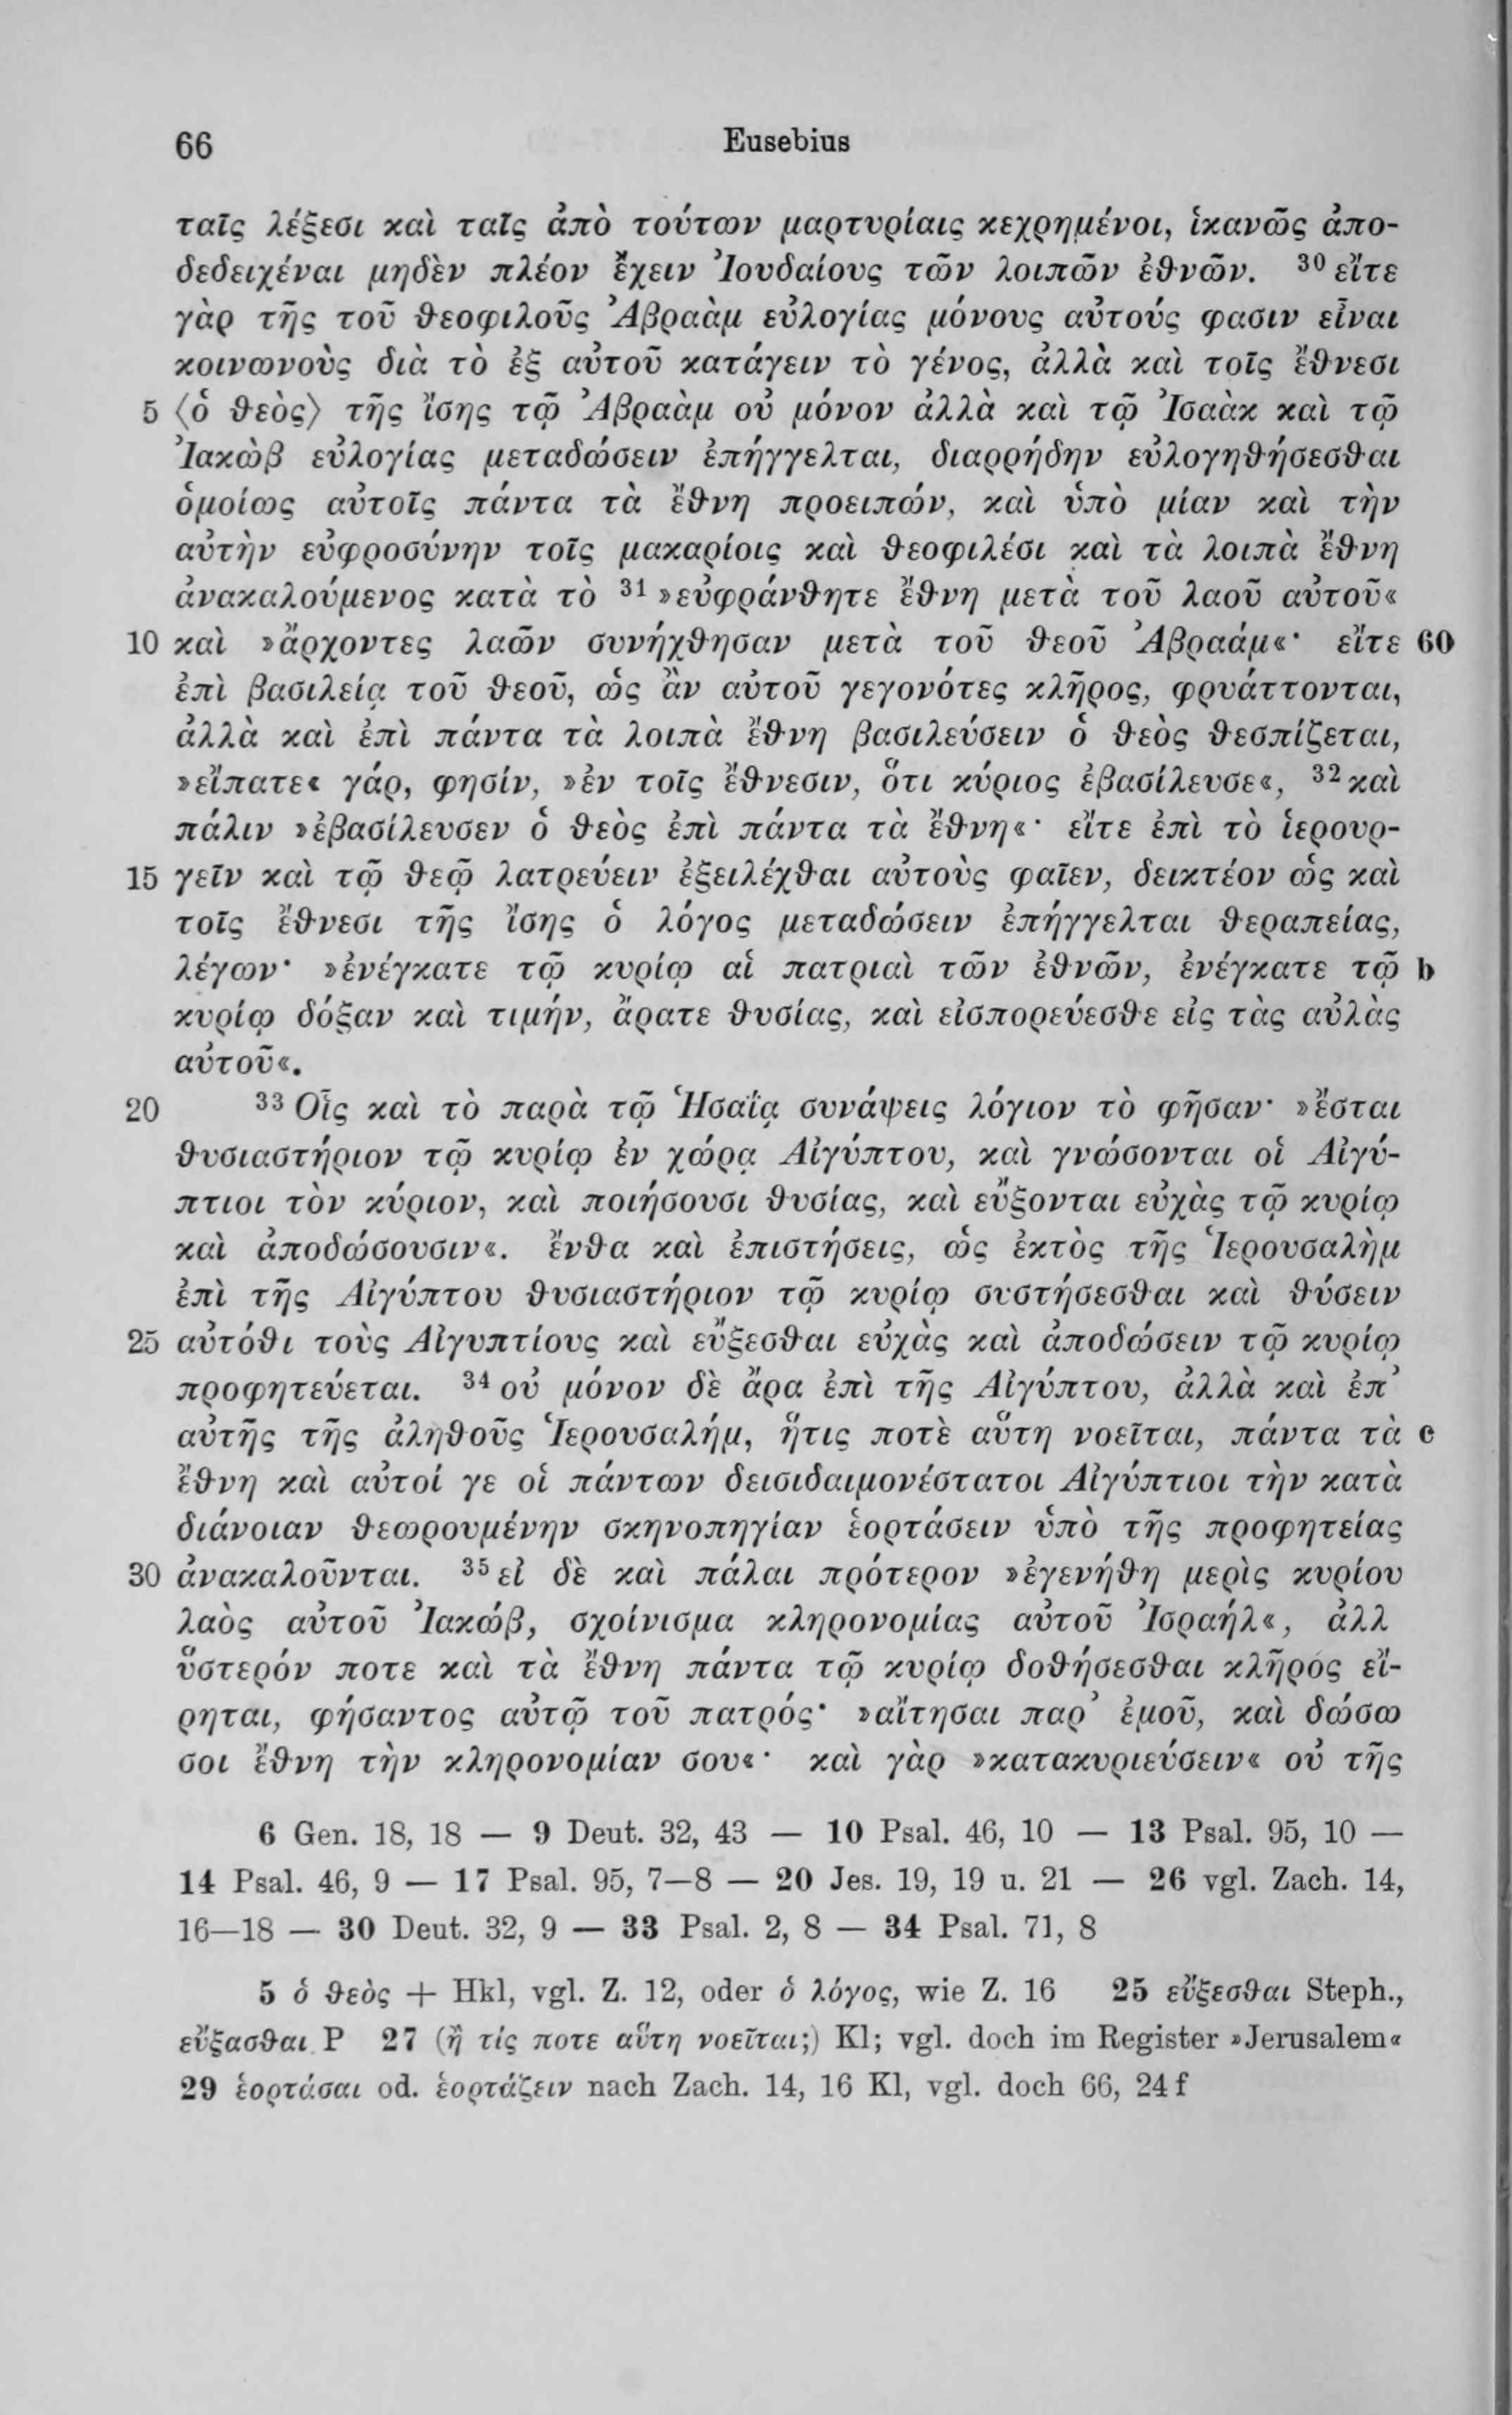 66 Eusebius
ταῖς λέξεσι καὶ ταῖς ἀπὸ τούτων μαρτυρίαις κεχρημένοι, ἱκανῶς ἀπο-
δεδειχέναι μηδὲν πλέον ἔχειν Ἰουδαίους τῶν λοιπῶν ἐθνῶν. ³⁰ εἴτε
γὰρ τῆς τοῦ θεοφιλοῦς Ἀβραὰμ εὐλογίας μόνους αὐτούς φασιν εἶναι
κοινωνοὺς διὰ τὸ ἐξ αὐτοῦ κατάγειν τὸ γένος, ἀλλὰ καὶ τοῖς ἔθνεσι
5 ⟨ὁ θεὸς⟩ τῆς ἴσης τῷ Ἀβραὰμ οὐ μόνον ἀλλὰ καὶ τῷ Ἰσαὰκ καὶ τῷ
Ἰακὼβ εὐλογίας μεταδώσειν ἐπήγγελται, διαρρήδην εὐλογηθήσεσθαι
ὁμοίως αὐτοῖς πάντα τὰ ἔθνη προειπών, καὶ ὑπὸ μίαν καὶ τὴν
αὐτὴν εὐφροσύνην τοῖς μακαρίοις καὶ θεοφιλέσι καὶ τὰ λοιπὰ ἔθνη
ἀνακαλούμενος κατὰ τὸ ³¹ »εὐφράνθητε ἔθνη μετὰ τοῦ λαοῦ αὐτοῦ«
10 καὶ »ἄρχοντες λαῶν συνήχθησαν μετὰ τοῦ θεοῦ Ἀβραάμ«· εἴτε 60
ἐπὶ βασιλείᾳ τοῦ θεοῦ, ὡς ἂν αὐτοῦ γεγονότες κλῆρος, φρυάττονται,
ἀλλὰ καὶ ἐπὶ πάντα τὰ λοιπὰ ἔθνη βασιλεύσειν ὁ θεὸς θεσπίζεται,
»εἴπατε« γάρ, φησίν, »ἐν τοῖς ἔθνεσιν, ὅτι κύριος ἐβασίλευσε«, ³² καὶ
πάλιν »ἐβασίλευσεν ὁ θεὸς ἐπὶ πάντα τὰ ἔθνη«· εἴτε ἐπὶ τὸ ἱερουρ-
15 γεῖν καὶ τῷ θεῷ λατρεύειν ἐξειλέχθαι αὐτοὺς φαῖεν, δεικτέον ὡς καὶ
τοῖς ἔθνεσι τῆς ἴσης ὁ λόγος μεταδώσειν ἐπήγγελται θεραπείας,
λέγων· »ἐνέγκατε τῷ κυρίῳ αἱ πατριαὶ τῶν ἐθνῶν, ἐνέγκατε τῷ b
κυρίῳ δόξαν καὶ τιμήν, ἄρατε θυσίας, καὶ εἰσπορεύεσθε εἰς τὰς αὐλὰς
αὐτοῦ«.
20 ³³ Οἷς καὶ τὸ παρὰ τῷ Ἡσαΐᾳ συνάψεις λόγιον τὸ φῆσαν· »ἔσται
θυσιαστήριον τῷ κυρίῳ ἐν χώρᾳ Αἰγύπτου, καὶ γνώσονται οἱ Αἰγύ-
πτιοι τὸν κύριον, καὶ ποιήσουσι θυσίας, καὶ εὔξονται εὐχὰς τῷ κυρίῳ
καὶ ἀποδώσουσιν«. ἔνθα καὶ ἐπιστήσεις, ὡς ἐκτὸς τῆς Ἱερουσαλὴμ
ἐπὶ τῆς Αἰγύπτου θυσιαστήριον τῷ κυρίῳ συστήσεσθαι καὶ θύσειν
25 αὐτόθι τοὺς Αἰγυπτίους καὶ εὔξεσθαι εὐχὰς καὶ ἀποδώσειν τῷ κυρίῳ
προφητεύεται. ³⁴ οὐ μόνον δὲ ἄρα ἐπὶ τῆς Αἰγύπτου, ἀλλὰ καὶ ἐπ᾽
αὐτῆς τῆς ἀληθοῦς Ἱερουσαλήμ, ἥτις ποτὲ αὕτη νοεῖται, πάντα τὰ c
ἔθνη καὶ αὐτοί γε οἱ πάντων δεισιδαιμονέστατοι Αἰγύπτιοι τὴν κατὰ
διάνοιαν θεωρουμένην σκηνοπηγίαν ἑορτάσειν ὑπὸ τῆς προφητείας
30 ἀνακαλοῦνται. ³⁵ εἰ δὲ καὶ πάλαι πρότερον »ἐγενήθη μερὶς κυρίου
λαὸς αὐτοῦ Ἰακώβ, σχοίνισμα κληρονομίας αὐτοῦ Ἰσραήλ«, ἀλλ
ὕστερόν ποτε καὶ τὰ ἔθνη πάντα τῷ κυρίῳ δοθήσεσθαι κλῆρος εἴ-
ρηται, φήσαντος αὐτῷ τοῦ πατρός· »αἴτησαι παρ᾽ ἐμοῦ, καὶ δώσω
σοι ἔθνη τὴν κληρονομίαν σου«· καὶ γὰρ »κατακυριεύσειν« οὐ τῆς
6 Gen. 18, 18 — 9 Deut. 32, 43 — 10 Psal. 46, 10 — 13 Psal. 95, 10 —
14 Psal. 46, 9 — 17 Psal. 95, 7—8 — 20 Jes. 19, 19 u. 21 — 26 vgl. Zach. 14,
16—18 — 30 Deut. 32, 9 — 33 Psal. 2, 8 — 34 Psal. 71, 8
5 ὁ θεὸς + Hkl, vgl. Z. 12, oder ὁ λόγος, wie Z. 16 25 εὔξεσθαι Steph.,
εὔξασθαι P 27 (ἢ τίς ποτε αὕτη νοεῖται;) Kl; vgl. doch im Register »Jerusalem«
29 ἑορτάσαι od. ἑορτάζειν nach Zach. 14, 16 Kl, vgl. doch 66, 24 f